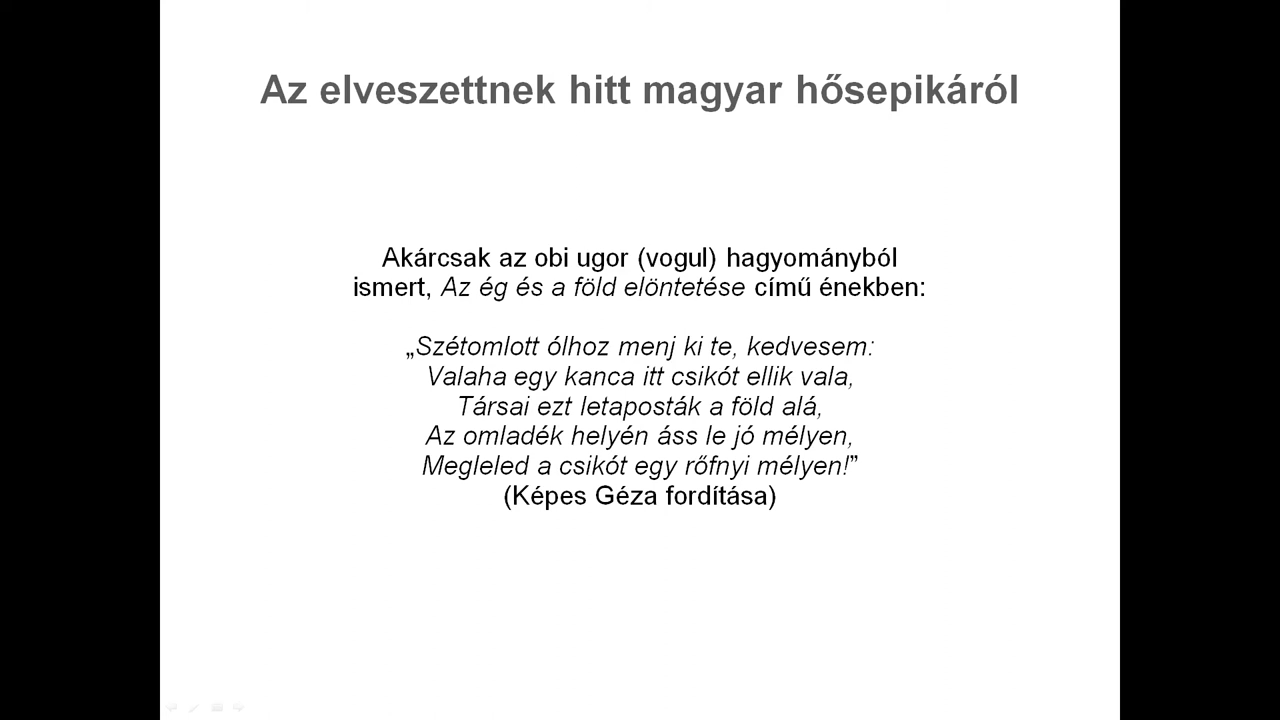 Az elveszettnek hitt magyar hősepikáról
Akárcsak az obi ugor (vogul) hagyományból
ismert, Az ég és a föld elöntetése című énekben:
„Szétomlott ólhoz menj ki te, kedvesem:
Valaha egy kanca itt csikót ellik vala,
Társai ezt letaposták a föld alá,
Az omladék helyén áss le jó mélyen,
Megleled a csikót egy rőfnyi mélyen!”
(Képes Géza fordítása)